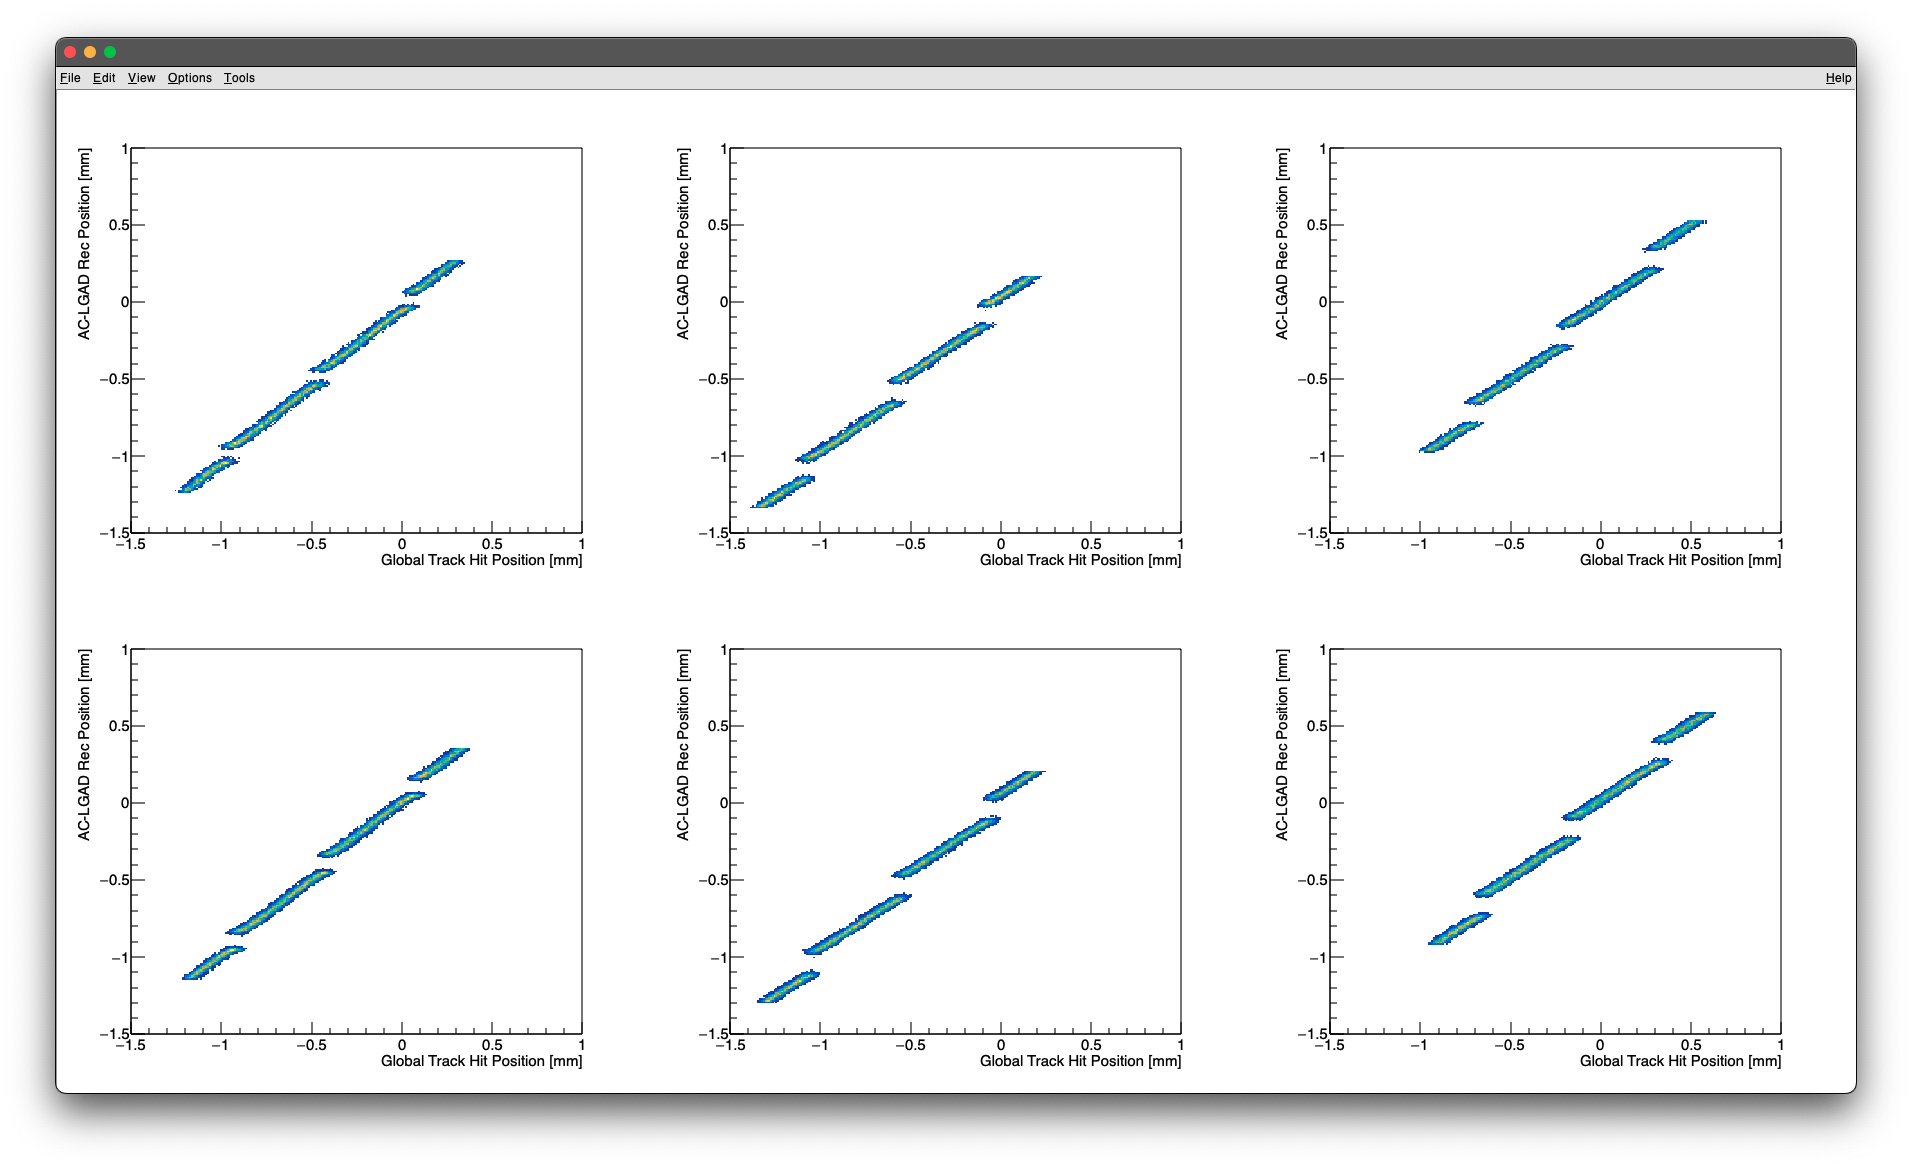 File Edit View Options Tools Help
AC-LGAD Rec Position [mm]
1
0.5
0
−0.5
−1
−1.5
−1.5 −1 −0.5 0 0.5 1
Global Track Hit Position [mm]
AC-LGAD Rec Position [mm]
1
0.5
0
−0.5
−1
−1.5
−1.5 −1 −0.5 0 0.5 1
Global Track Hit Position [mm]
AC-LGAD Rec Position [mm]
1
0.5
0
−0.5
−1
−1.5
−1.5 −1 −0.5 0 0.5 1
Global Track Hit Position [mm]
AC-LGAD Rec Position [mm]
1
0.5
0
−0.5
−1
−1.5
−1.5 −1 −0.5 0 0.5 1
Global Track Hit Position [mm]
AC-LGAD Rec Position [mm]
1
0.5
0
−0.5
−1
−1.5
−1.5 −1 −0.5 0 0.5 1
Global Track Hit Position [mm]
AC-LGAD Rec Position [mm]
1
0.5
0
−0.5
−1
−1.5
−1.5 −1 −0.5 0 0.5 1
Global Track Hit Position [mm]